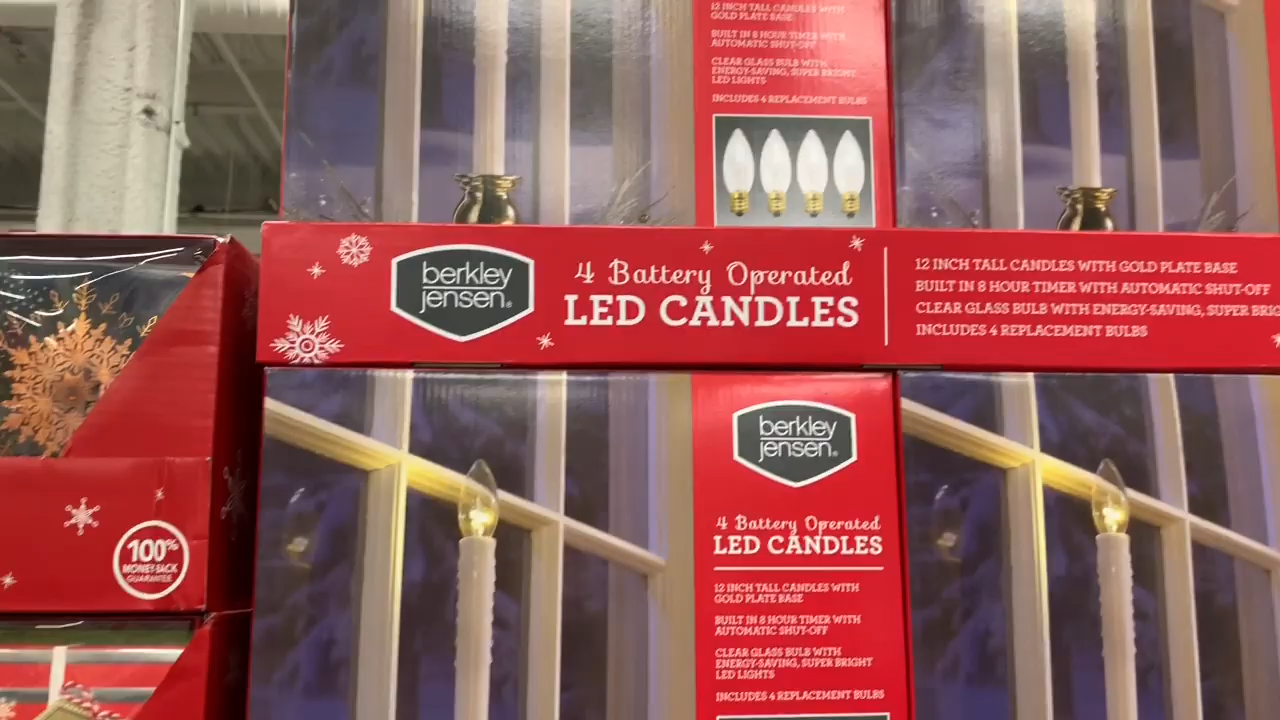 12 INCH TALL CANDLES WITH
GOLD PLATE BASE
BUILT IN 8 HOUR TIMER WITH
AUTOMATIC SHUT-OFF
CLEAR GLASS BULB WITH
ENERGY-SAVING, SUPER BRIGHT
LED LIGHTS
INCLUDES 4 REPLACEMENT BULBS
berkley
jensen®
4 Battery Operated
LED CANDLES
12 INCH TALL CANDLES WITH GOLD PLATE BASE
BUILT IN 8 HOUR TIMER WITH AUTOMATIC SHUT-OFF
CLEAR GLASS BULB WITH ENERGY-SAVING, SUPER BRIG
INCLUDES 4 REPLACEMENT BULBS
berkley
jensen®
4 Battery Operated
LED CANDLES
12 INCH TALL CANDLES WITH
GOLD PLATE BASE
BUILT IN 8 HOUR TIMER WITH
AUTOMATIC SHUT-OFF
CLEAR GLASS BULB WITH
ENERGY-SAVING, SUPER BRIGHT
LED LIGHTS
INCLUDES 4 REPLACEMENT BULBS
100%
MONEY-BACK
GUARANTEE